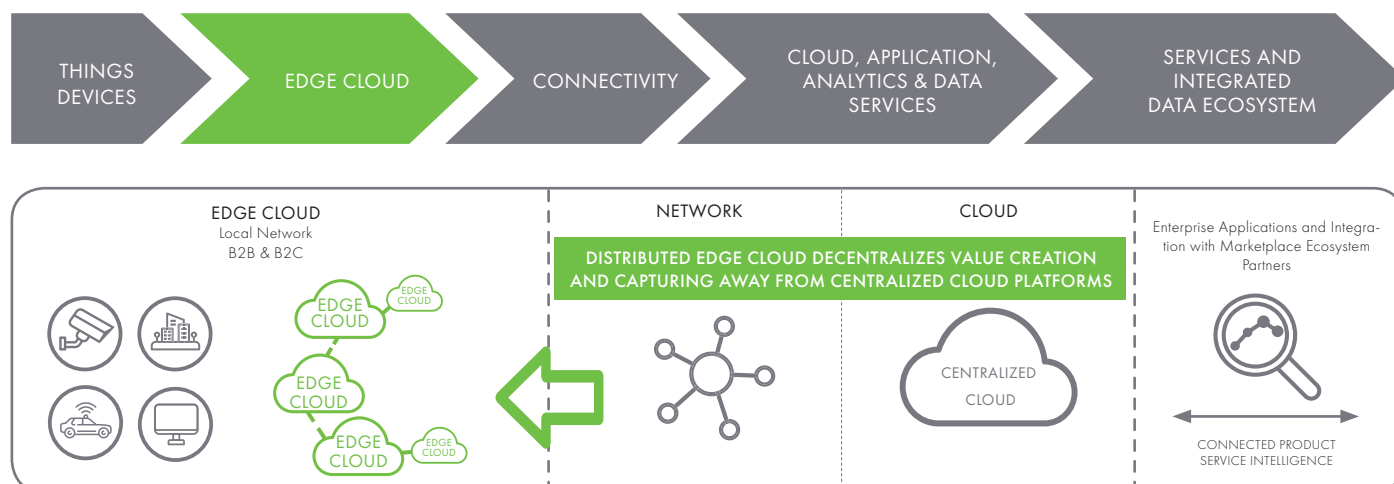 THINGS
DEVICES
EDGE CLOUD
CONNECTIVITY
CLOUD, APPLICATION,
ANALYTICS & DATA
SERVICES
SERVICES AND
INTEGRATED
DATA ECOSYSTEM
EDGE CLOUD
Local Network
B2B & B2C
EDGE
CLOUD
EDGE
CLOUD
EDGE
CLOUD
EDGE
CLOUD
EDGE
CLOUD
NETWORK
CLOUD
DISTRIBUTED EDGE CLOUD DECENTRALIZES VALUE CREATION
AND CAPTURING AWAY FROM CENTRALIZED CLOUD PLATFORMS
CENTRALIZED
CLOUD
Enterprise Applications and Integra-
tion with Marketplace Ecosystem
Partners
CONNECTED PRODUCT
SERVICE INTELLIGENCE